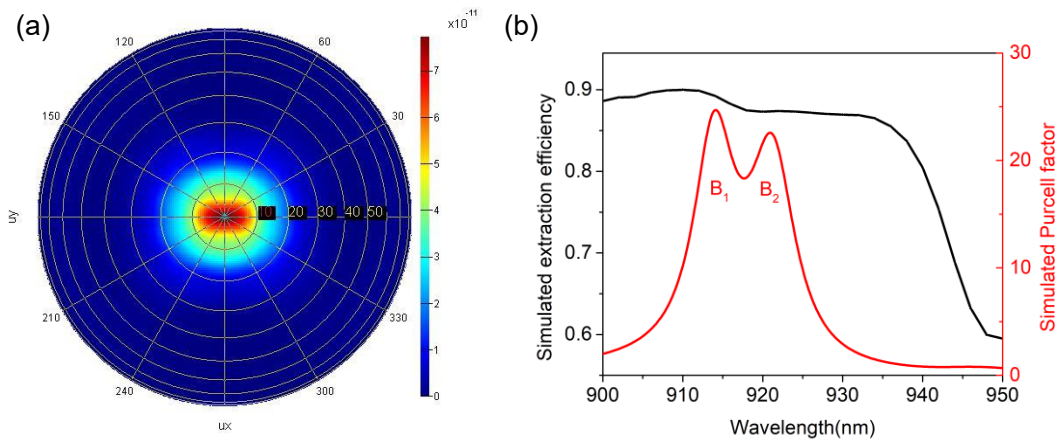 (a)
×10⁻¹¹
120
60
150
30
10 20 30 40 50
210
330
240
300
uy
ux
7
6
5
4
3
2
1
0
(b)
Simulated extraction efficiency
0.9
0.8
0.7
0.6
B₁
B₂
30
20
10
0
Simulated Purcell factor
900 910 920 930 940 950
Wavelength(nm)